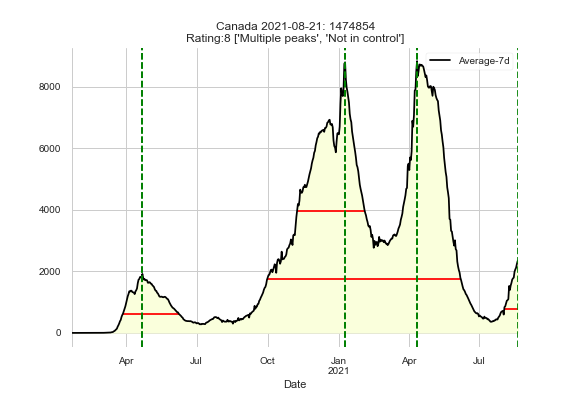 Canada 2021-08-21: 1474854
Rating:8 ['Multiple peaks', 'Not in control']
Average-7d
8000
6000
4000
2000
0
Apr
Jul
Oct
Jan
2021
Apr
Jul
Date